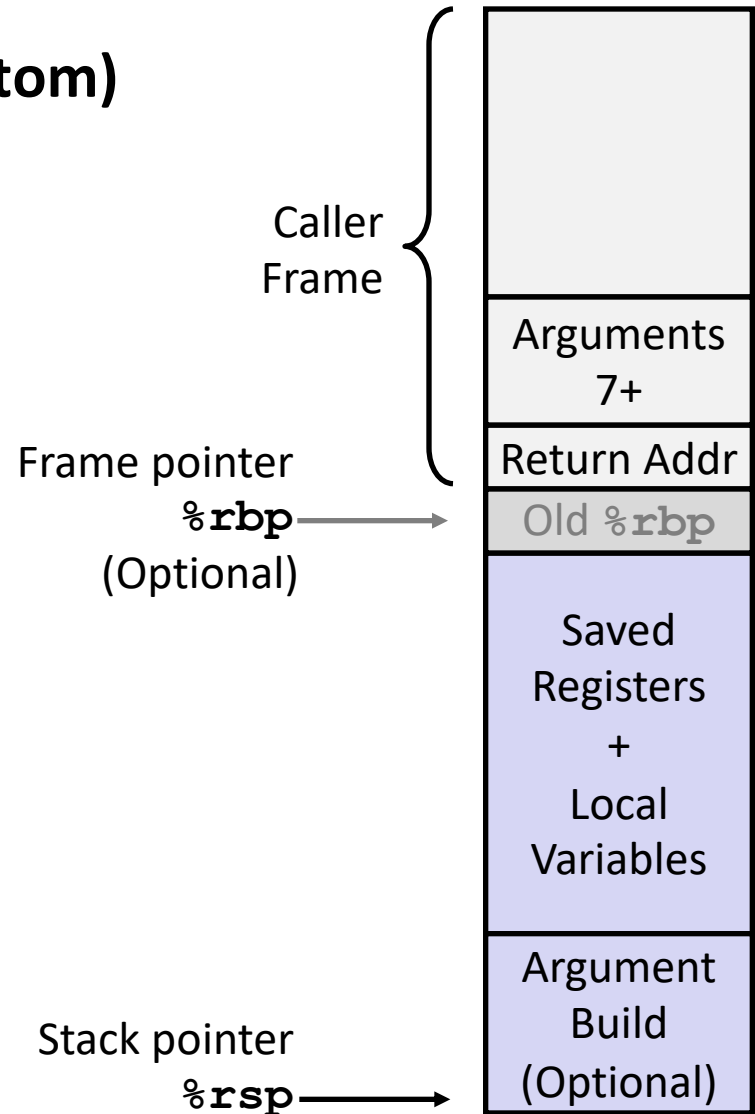 tom)
Caller
Frame
Arguments
7+
Return Addr
Frame pointer
%rbp
(Optional)
Old %rbp
Saved
Registers
+
Local
Variables
Argument
Build
(Optional)
Stack pointer
%rsp